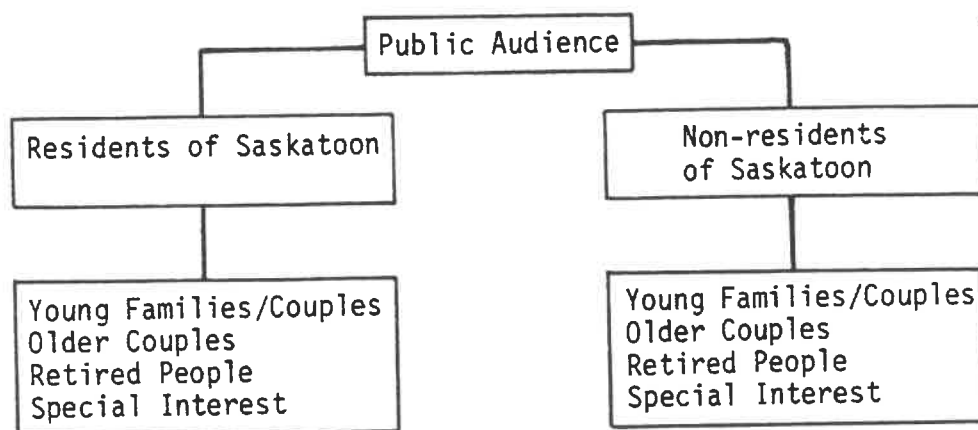 Public Audience
Residents of Saskatoon
Non-residents
of Saskatoon
Young Families/Couples
Older Couples
Retired People
Special Interest
Young Families/Couples
Older Couples
Retired People
Special Interest